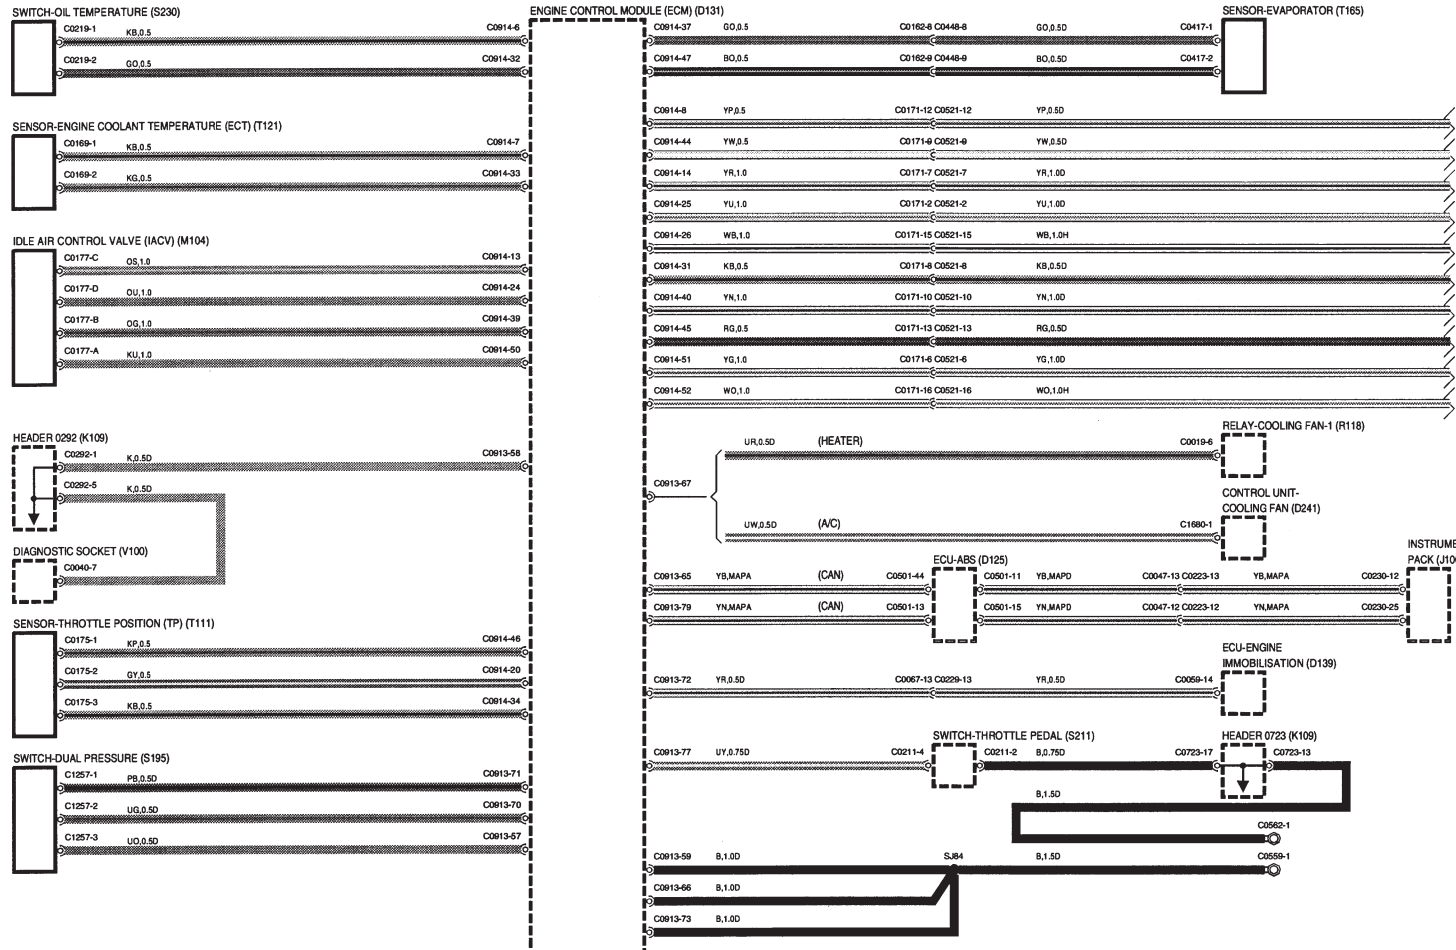 SWITCH-OIL TEMPERATURE (S230)
C0219-1 KB,0.5 C0914-6
C0219-2 GO,0.5 C0914-32
SENSOR-ENGINE COOLANT TEMPERATURE (ECT) (T121)
C0169-1 KB,0.5 C0914-7
C0169-2 KG,0.5 C0914-33
IDLE AIR CONTROL VALVE (IACV) (M104)
C0177-C OS,1.0 C0914-13
C0177-D OU,1.0 C0914-24
C0177-B OG,1.0 C0914-39
C0177-A KU,1.0 C0914-50
HEADER 0292 (K109)
C0292-1 K,0.5D C0913-58
C0292-5 K,0.5D
DIAGNOSTIC SOCKET (V100)
C0040-7
SENSOR-THROTTLE POSITION (TP) (T111)
C0175-1 KP,0.5 C0914-46
C0175-2 GY,0.5 C0914-20
C0175-3 KB,0.5 C0914-34
SWITCH-DUAL PRESSURE (S195)
C1257-1 PB,0.5D C0913-71
C1257-2 UG,0.5D C0913-70
C1257-3 UO,0.5D C0913-57
ENGINE CONTROL MODULE (ECM) (D131)
SENSOR-EVAPORATOR (T165)
C0914-37 GO,0.5 C0162-8 C0448-8 GO,0.5D C0417-1
C0914-47 BO,0.5 C0162-9 C0448-9 BO,0.5D C0417-2
C0914-8 YP,0.5 C0171-12 C0521-12 YP,0.5D
C0914-44 YW,0.5 C0171-9 C0521-9 YW,0.5D
C0914-14 YR,1.0 C0171-7 C0521-7 YR,1.0D
C0914-25 YU,1.0 C0171-2 C0521-2 YU,1.0D
C0914-26 WB,1.0 C0171-15 C0521-15 WB,1.0H
C0914-31 KB,0.5 C0171-8 C0521-8 KB,0.5D
C0914-40 YN,1.0 C0171-10 C0521-10 YN,1.0D
C0914-45 RG,0.5 C0171-13 C0521-13 RG,0.5D
C0914-51 YG,1.0 C0171-6 C0521-6 YG,1.0D
C0914-52 WO,1.0 C0171-16 C0521-16 WO,1.0H
RELAY-COOLING FAN-1 (R118)
UR,0.5D (HEATER) C0019-6
C0913-67
CONTROL UNIT-
COOLING FAN (D241)
UW,0.5D (A/C) C1680-1
ECU-ABS (D125)
INSTRUME
PACK (J10
C0913-65 YB,MAPA (CAN) C0501-44 C0501-11 YB,MAPD C0047-13 C0223-13 YB,MAPA C0230-12
C0913-79 YN,MAPA (CAN) C0501-13 C0501-15 YN,MAPD C0047-12 C0223-12 YN,MAPA C0230-25
ECU-ENGINE
IMMOBILISATION (D139)
C0913-72 YR,0.5D C0067-13 C0229-13 YR,0.5D C0059-14
SWITCH-THROTTLE PEDAL (S211)
HEADER 0723 (K109)
C0913-77 UY,0.75D C0211-4 C0211-2 B,0.75D C0723-17 C0723-13
B,1.5D
C0562-1
C0913-59 B,1.0D SJ84 B,1.5D C0559-1
C0913-66 B,1.0D
C0913-73 B,1.0D